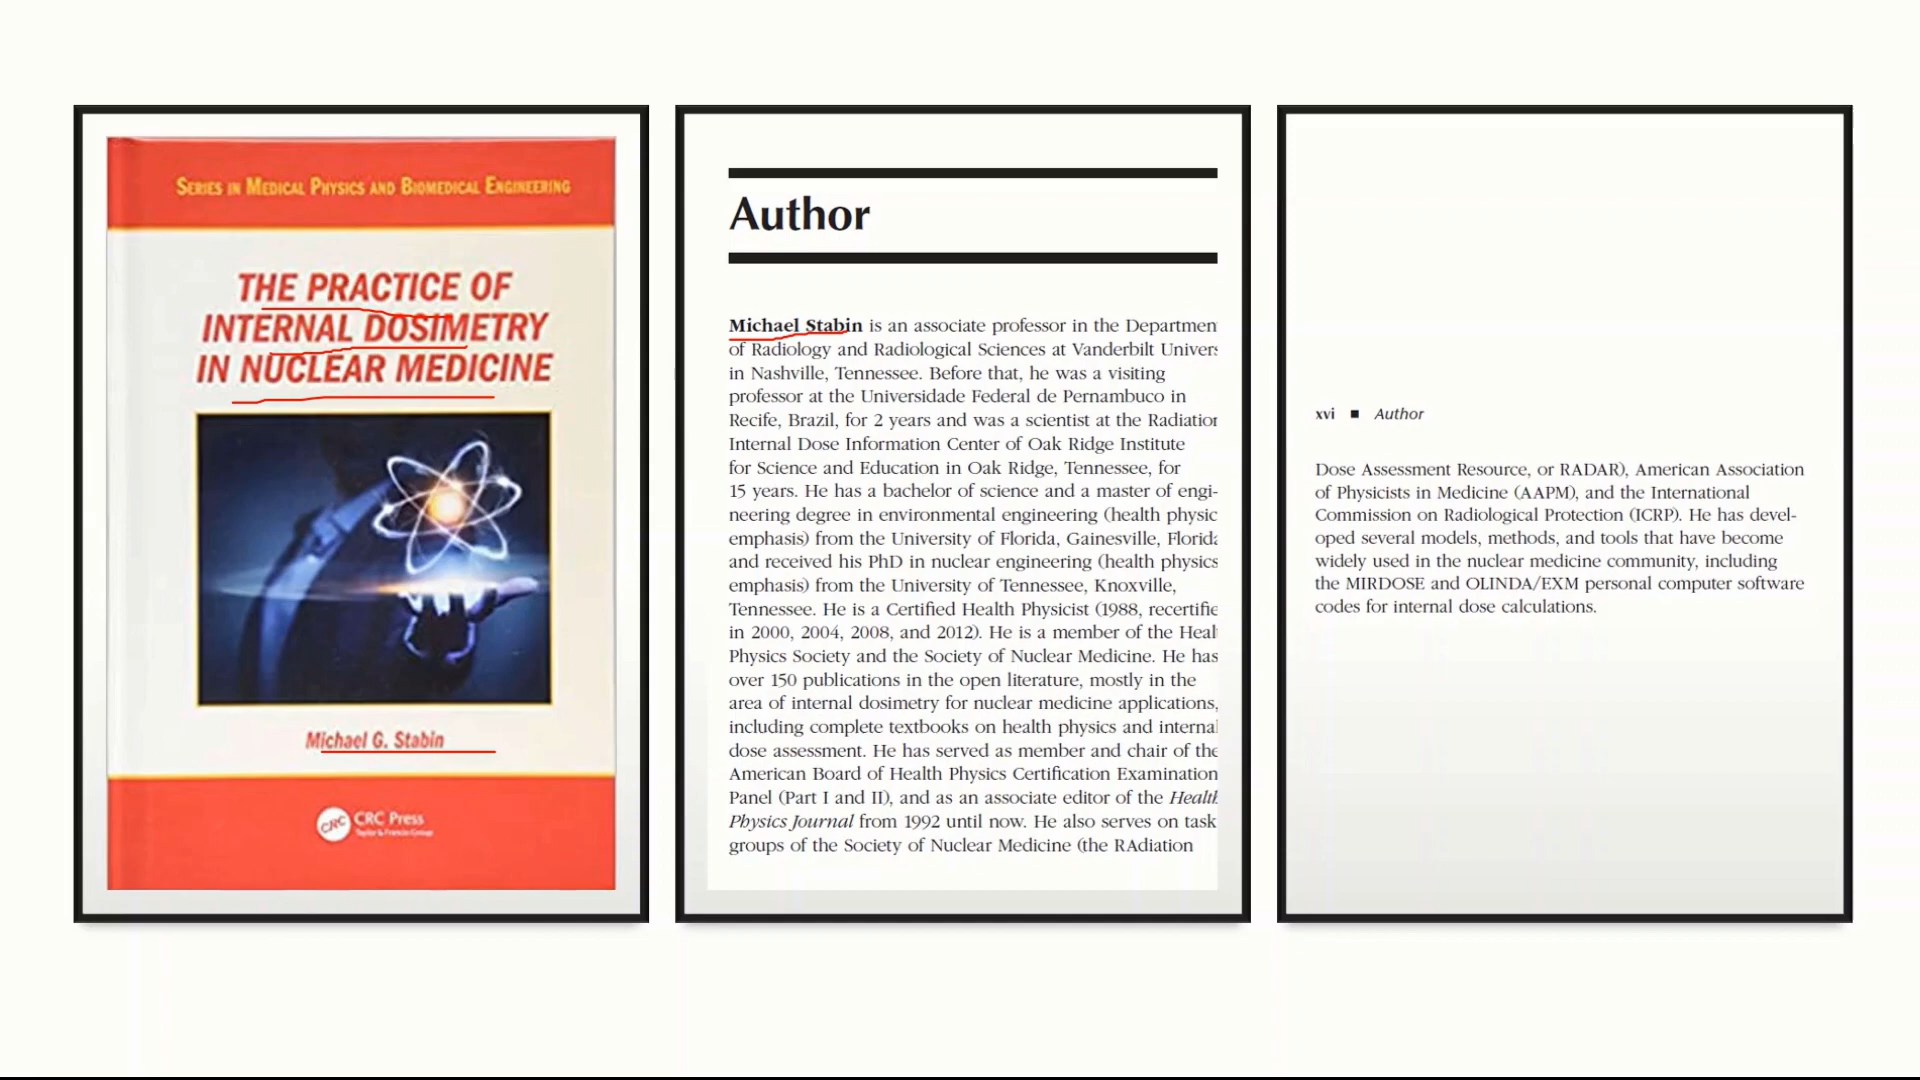 SERIES IN MEDICAL PHYSICS AND BIOMEDICAL ENGINEERING
THE PRACTICE OF
INTERNAL DOSIMETRY
IN NUCLEAR MEDICINE
Michael G. Stabin
CRC
CRC Press
Taylor & Francis Group
Author
Michael Stabin is an associate professor in the Departmen
of Radiology and Radiological Sciences at Vanderbilt Univers
in Nashville, Tennessee. Before that, he was a visiting
professor at the Universidade Federal de Pernambuco in
Recife, Brazil, for 2 years and was a scientist at the Radiation
Internal Dose Information Center of Oak Ridge Institute
for Science and Education in Oak Ridge, Tennessee, for
15 years. He has a bachelor of science and a master of engi-
neering degree in environmental engineering (health physic
emphasis) from the University of Florida, Gainesville, Florida
and received his PhD in nuclear engineering (health physics
emphasis) from the University of Tennessee, Knoxville,
Tennessee. He is a Certified Health Physicist (1988, recertifie
in 2000, 2004, 2008, and 2012). He is a member of the Heal
Physics Society and the Society of Nuclear Medicine. He has
over 150 publications in the open literature, mostly in the
area of internal dosimetry for nuclear medicine applications,
including complete textbooks on health physics and internal
dose assessment. He has served as member and chair of the
American Board of Health Physics Certification Examination
Panel (Part I and II), and as an associate editor of the Health
Physics Journal from 1992 until now. He also serves on task
groups of the Society of Nuclear Medicine (the RAdiation
xvi ■ Author
Dose Assessment Resource, or RADAR), American Association
of Physicists in Medicine (AAPM), and the International
Commission on Radiological Protection (ICRP). He has devel-
oped several models, methods, and tools that have become
widely used in the nuclear medicine community, including
the MIRDOSE and OLINDA/EXM personal computer software
codes for internal dose calculations.